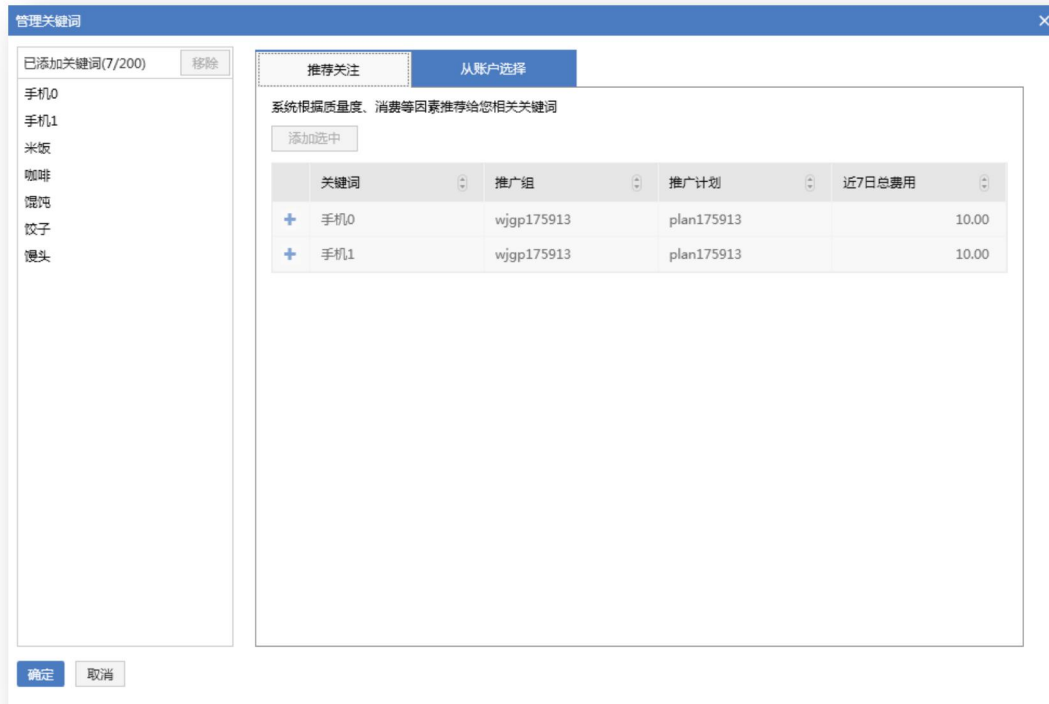 管理关键词
已添加关键词(7/200) 移除
手机0
手机1
米饭
咖啡
馄饨
饺子
馒头
推荐关注 从账户选择
系统根据质量度、消费等因素推荐给您相关关键词
添加选中
关键词 推广组 推广计划 近7日总费用
手机0 wjgp175913 plan175913 10.00
手机1 wjgp175913 plan175913 10.00
确定 取消